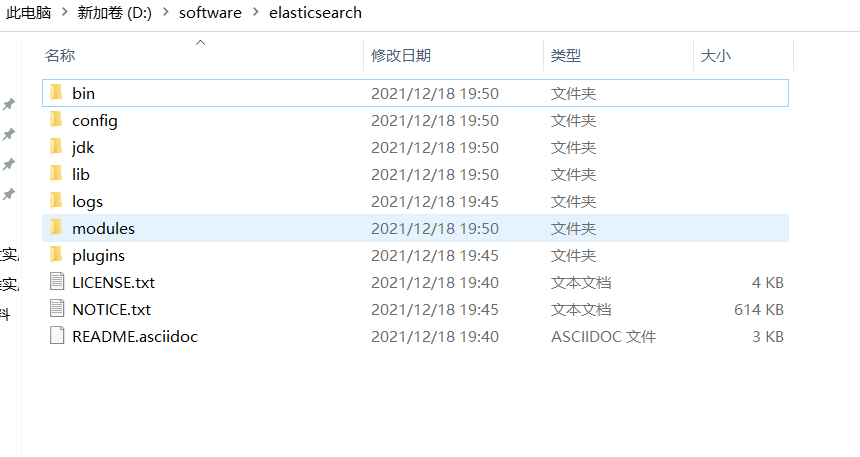 此电脑 > 新加卷 (D:) > software > elasticsearch
名称 修改日期 类型 大小
bin 2021/12/18 19:50 文件夹
config 2021/12/18 19:50 文件夹
jdk 2021/12/18 19:50 文件夹
lib 2021/12/18 19:50 文件夹
logs 2021/12/18 19:45 文件夹
modules 2021/12/18 19:50 文件夹
plugins 2021/12/18 19:45 文件夹
实
LICENSE.txt 2021/12/18 19:40 文本文档 4 KB
实
NOTICE.txt 2021/12/18 19:45 文本文档 614 KB
料
README.asciidoc 2021/12/18 19:40 ASCIIDOC 文件 3 KB